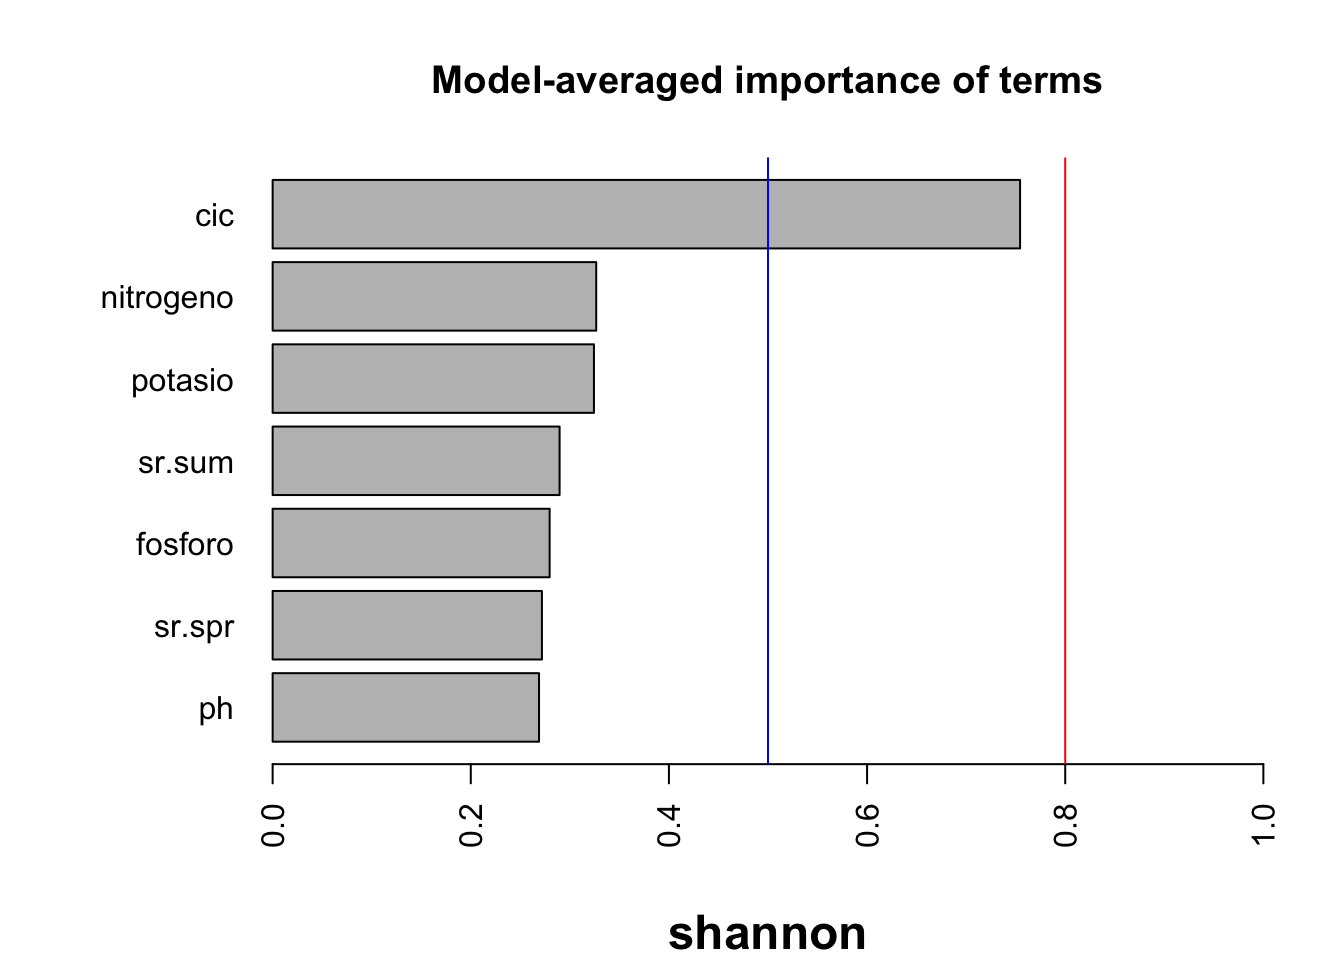 Model-averaged importance of terms
cic
nitrogeno
potasio
sr.sum
fosforo
sr.spr
ph
0.0 0.2 0.4 0.6 0.8 1.0
shannon